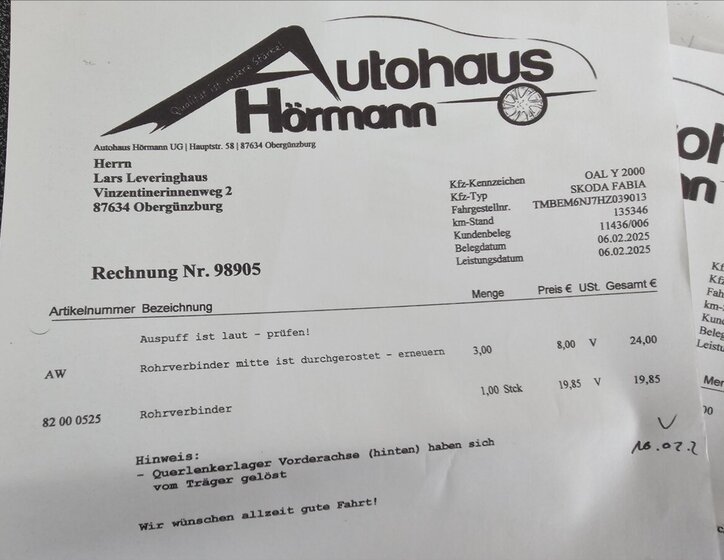 Qualität ist unsere Stärke!
Autohaus
Hörmann
Autohaus Hörmann UG | Hauptstr. 58 | 87634 Obergünzburg
Herrn
Lars Leveringhaus
Vinzentinerinnenweg 2
87634 Obergünzburg
Kfz-Kennzeichen OAL Y 2000
Kfz-Typ SKODA FABIA
Fahrgestellnr. TMBEM6NJ7HZ039013
km-Stand 135346
Kundenbeleg 11436/006
Belegdatum 06.02.2025
Leistungsdatum 06.02.2025
Rechnung Nr. 98905
Artikelnummer Bezeichnung Menge Preis € USt. Gesamt €
Auspuff ist laut - prüfen!
AW Rohrverbinder mitte ist durchgerostet - erneuern 3,00 8,00 V 24,00
82 00 0525 Rohrverbinder 1,00 Stck 19,85 V 19,85
Hinweis:
- Querlenkerlager Vorderachse (hinten) haben sich
vom Träger gelöst
Wir wünschen allzeit gute Fahrt!